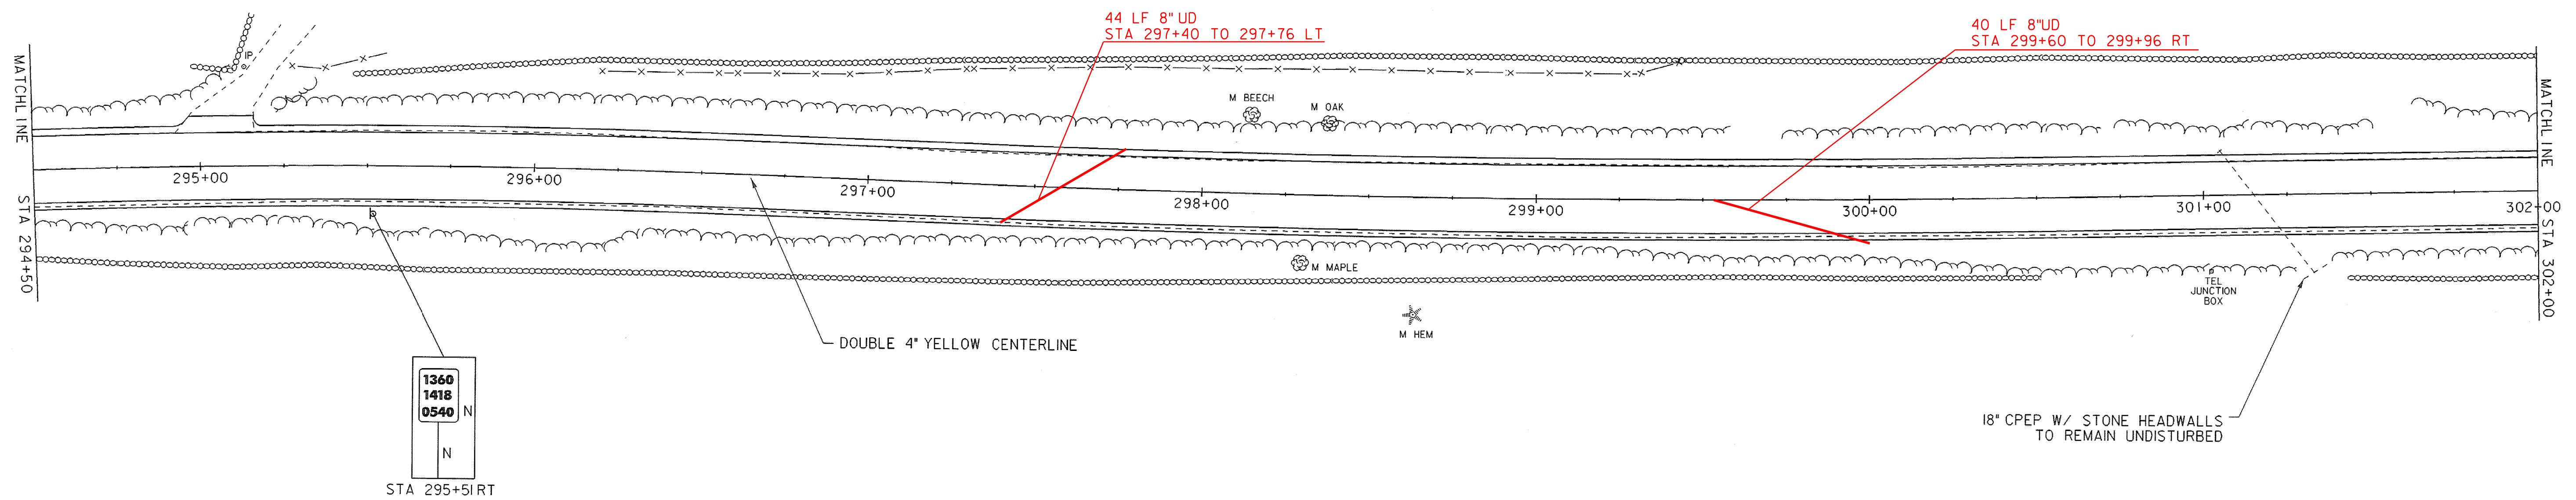 44 LF 8" UD
STA 297+40 TO 297+76 LT
40 LF 8"UD
STA 299+60 TO 299+96 RT
MATCHLINE
STA 294+50
IP
M BEECH
M OAK
MATCHLINE
STA 302+00
295+00
296+00
297+00
298+00
299+00
300+00
301+00
302+00
M MAPLE
M HEM
TEL
JUNCTION
BOX
DOUBLE 4" YELLOW CENTERLINE
1360
1418
0540
N
N
STA 295+51RT
18" CPEP W/ STONE HEADWALLS
TO REMAIN UNDISTURBED